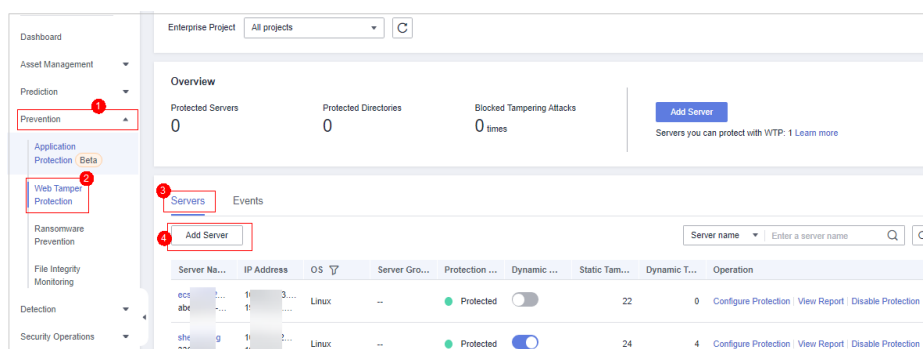 Enterprise Project All projects C
Dashboard
Asset Management
Prediction
1
Prevention
Application
Protection Beta
2
Web Tamper
Protection
Ransomware
Prevention
File Integrity
Monitoring
Detection
Security Operations
Overview
Protected Servers Protected Directories Blocked Tampering Attacks
0 0 0 times
Add Server
Servers you can protect with WTP: 1 Learn more
3
Servers Events
4
Add Server Server name Enter a server name
Server Na... IP Address OS Server Gro... Protection ... Dynamic ... Static Tam... Dynamic T... Operation
Linux -- Protected 22 0 Configure Protection | View Report | Disable Protection
Linux -- Protected 24 4 Configure Protection | View Report | Disable Protection